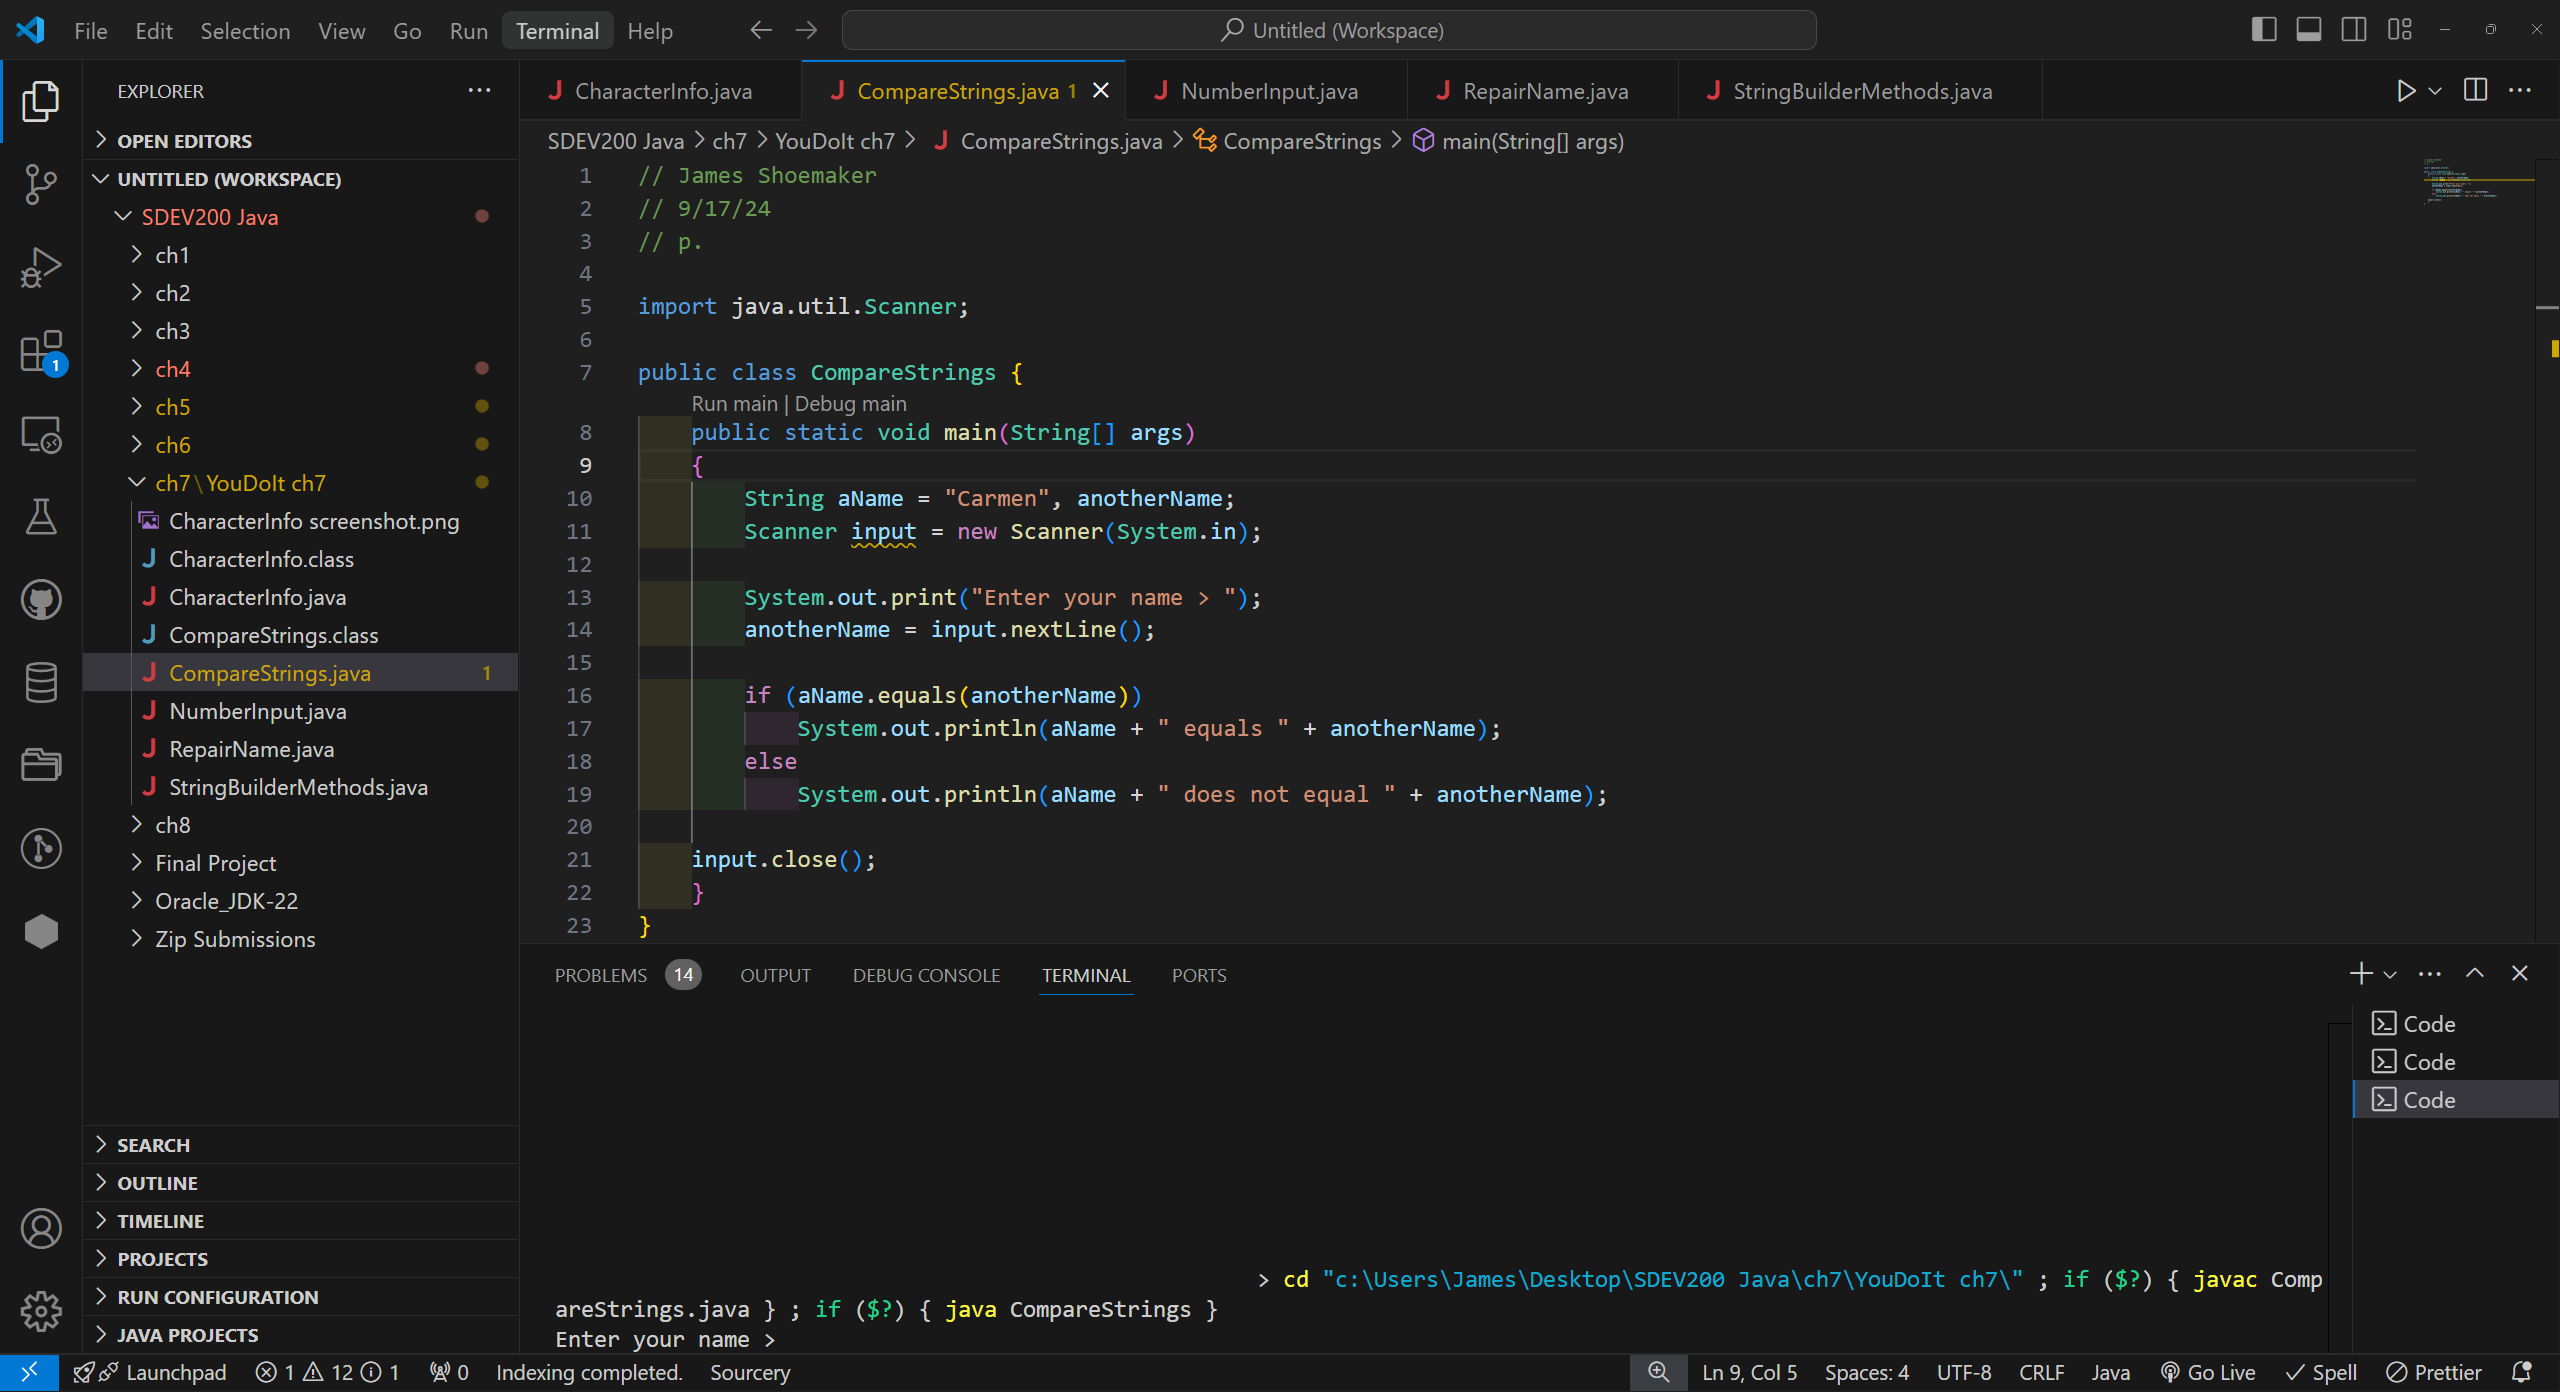 File Edit Selection View Go Run Terminal Help Untitled (Workspace)
EXPLORER
OPEN EDITORS
UNTITLED (WORKSPACE)
SDEV200 Java
ch1
ch2
ch3
ch4
ch5
ch6
ch7\YouDoIt ch7
CharacterInfo screenshot.png
CharacterInfo.class
CharacterInfo.java
CompareStrings.class
CompareStrings.java 1
NumberInput.java
RepairName.java
StringBuilderMethods.java
ch8
Final Project
Oracle_JDK-22
Zip Submissions
SEARCH
OUTLINE
TIMELINE
PROJECTS
RUN CONFIGURATION
JAVA PROJECTS
1
CharacterInfo.java CompareStrings.java 1 NumberInput.java RepairName.java StringBuilderMethods.java
SDEV200 Java > ch7 > YouDoIt ch7 > CompareStrings.java > CompareStrings > main(String[] args)
1 // James Shoemaker
2 // 9/17/24
3 // p.
4
5 import java.util.Scanner;
6
7 public class CompareStrings {
Run main | Debug main
8 public static void main(String[] args)
9 {
10 String aName = "Carmen", anotherName;
11 Scanner input = new Scanner(System.in);
12
13 System.out.print("Enter your name > ");
14 anotherName = input.nextLine();
15
16 if (aName.equals(anotherName))
17 System.out.println(aName + " equals " + anotherName);
18 else
19 System.out.println(aName + " does not equal " + anotherName);
20
21 input.close();
22 }
23 }
PROBLEMS 14 OUTPUT DEBUG CONSOLE TERMINAL PORTS
> cd "c:\Users\James\Desktop\SDEV200 Java\ch7\YouDoIt ch7\" ; if ($?) { javac Comp
areStrings.java } ; if ($?) { java CompareStrings }
Enter your name >
Code
Code
Code
Launchpad 1 12 1 0 Indexing completed. Sourcery Ln 9, Col 5 Spaces: 4 UTF-8 CRLF Java Go Live Spell Prettier